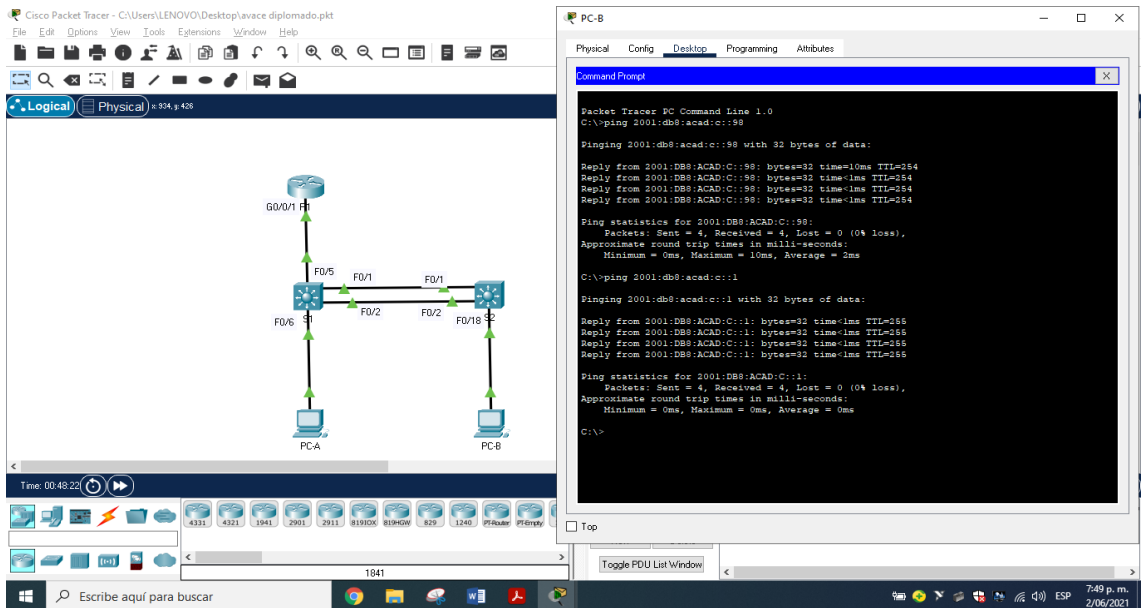 Cisco Packet Tracer - C:\Users\LENOVO\Desktop\avace diplomado.pkt
File Edit Options View Tools Extensions Window Help
Logical
Physical
x: 934, y: 426
G0/0/1 R1
F0/5
F0/1
F0/1
F0/6
S1
F0/2
F0/2
F0/18
S2
PC-A
PC-B
Time: 00:48:22
4331
4321
1941
2901
2911
819IOX
819HGW
829
1240
PT-Router
PT-Empty
1841
PC-B
Physical Config Desktop Programming Attributes
Command Prompt
X
Packet Tracer PC Command Line 1.0
C:\>ping 2001:db8:acad:c::98
Pinging 2001:db8:acad:c::98 with 32 bytes of data:
Reply from 2001:DB8:ACAD:C::98: bytes=32 time=10ms TTL=254
Reply from 2001:DB8:ACAD:C::98: bytes=32 time<1ms TTL=254
Reply from 2001:DB8:ACAD:C::98: bytes=32 time<1ms TTL=254
Reply from 2001:DB8:ACAD:C::98: bytes=32 time<1ms TTL=254
Ping statistics for 2001:DB8:ACAD:C::98:
Packets: Sent = 4, Received = 4, Lost = 0 (0% loss),
Approximate round trip times in milli-seconds:
Minimum = 0ms, Maximum = 10ms, Average = 2ms
C:\>ping 2001:db8:acad:c::1
Pinging 2001:db8:acad:c::1 with 32 bytes of data:
Reply from 2001:DB8:ACAD:C::1: bytes=32 time<1ms TTL=255
Reply from 2001:DB8:ACAD:C::1: bytes=32 time<1ms TTL=255
Reply from 2001:DB8:ACAD:C::1: bytes=32 time<1ms TTL=255
Reply from 2001:DB8:ACAD:C::1: bytes=32 time<1ms TTL=255
Ping statistics for 2001:DB8:ACAD:C::1:
Packets: Sent = 4, Received = 4, Lost = 0 (0% loss),
Approximate round trip times in milli-seconds:
Minimum = 0ms, Maximum = 0ms, Average = 0ms
C:\>
Top
Toggle PDU List Window
Escribe aquí para buscar
ESP
7:49 p. m.
2/06/2021